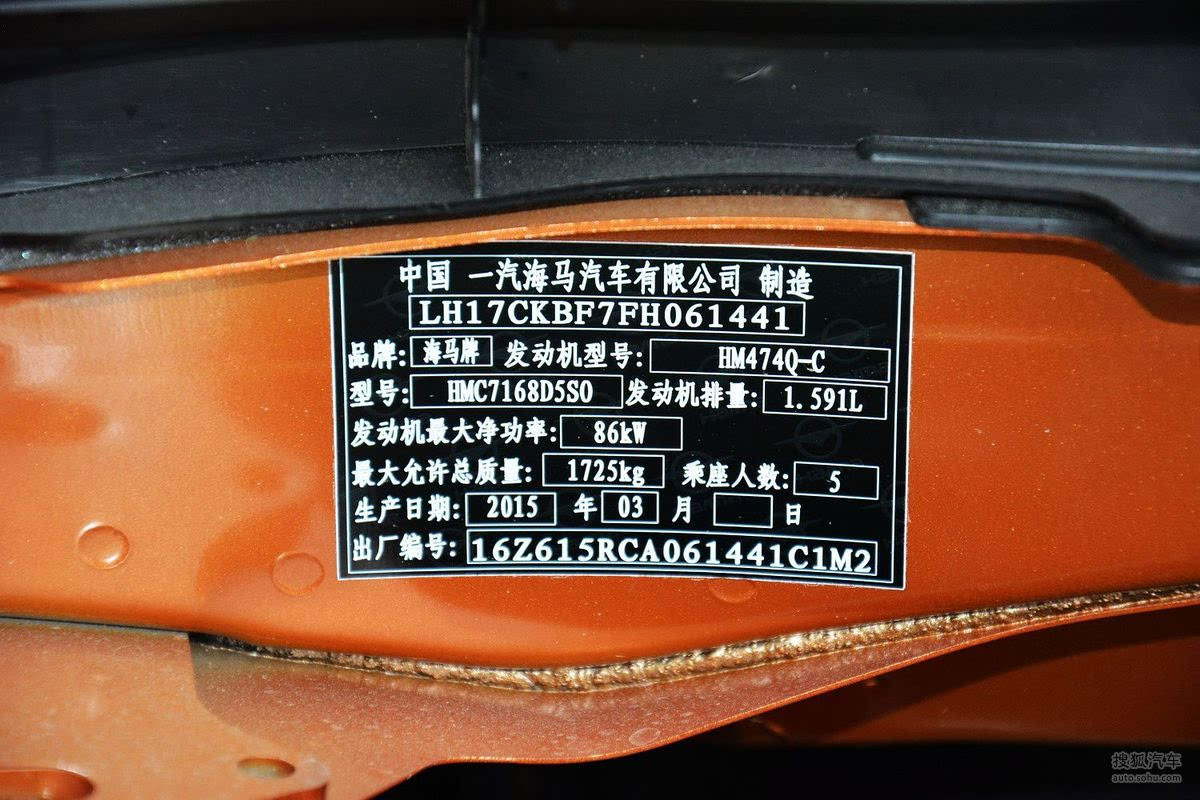 中国 一汽海马汽车有限公司 制造
LH17CKBF7FH061441
品牌: 海马牌 发动机型号: HM474Q-C
型号: HMC7168D5S0 发动机排量: 1.591L
发动机最大净功率: 86kW
最大允许总质量: 1725kg 乘座人数: 5
生产日期: 2015 年 03 月 日
出厂编号: 16Z615RCA061441C1M2
搜狐汽车
auto.sohu.com